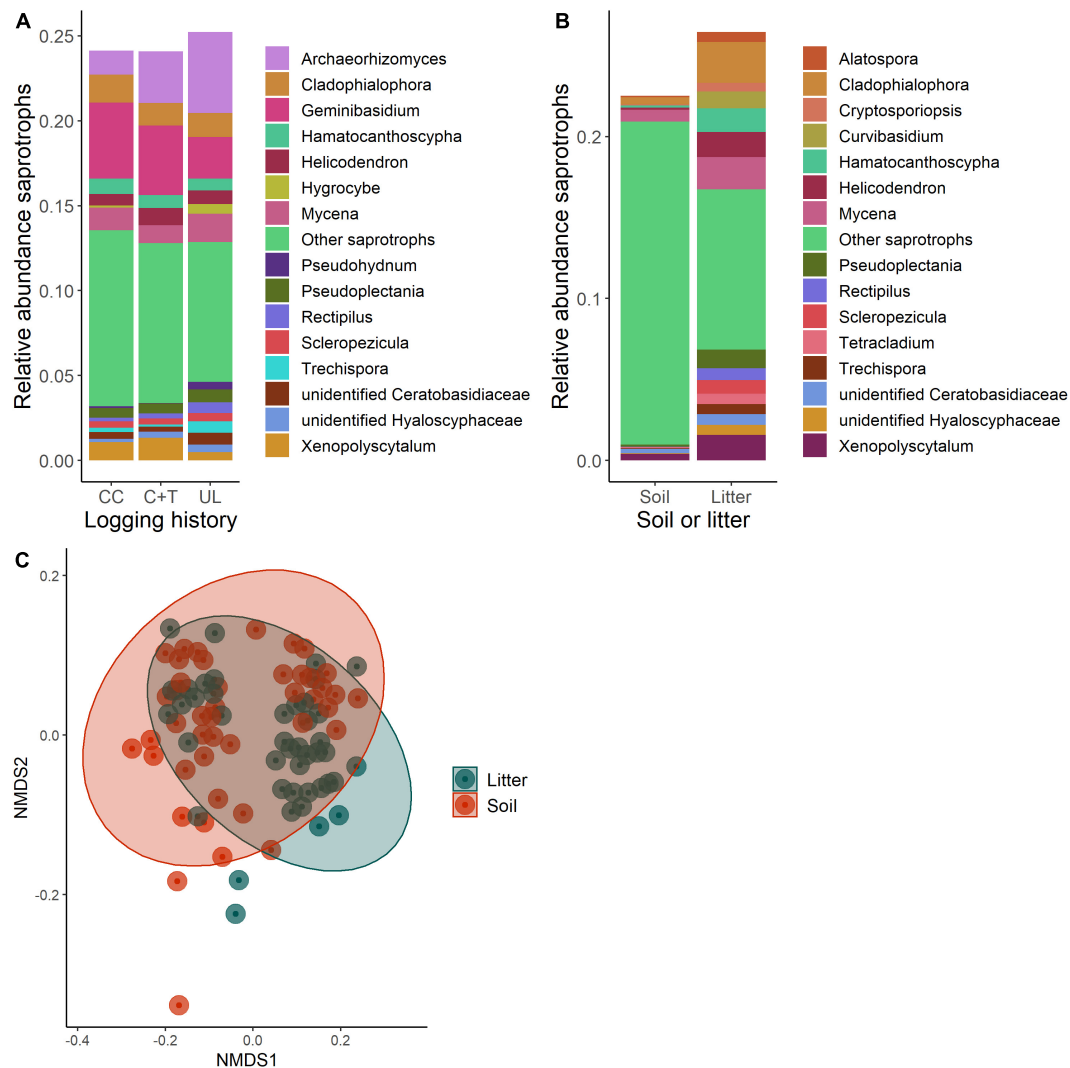 A
Relative abundance saprotrophs
0.25
0.20
0.15
0.10
0.05
0.00
CC C+T UL
Logging history
Archaeorhizomyces
Cladophialophora
Geminibasidium
Hamatocanthoscypha
Helicodendron
Hygrocybe
Mycena
Other saprotrophs
Pseudohydnum
Pseudoplectania
Rectipilus
Scleropezicula
Trechispora
unidentified Ceratobasidiaceae
unidentified Hyaloscyphaceae
Xenopolyscytalum
B
Relative abundance saprotrophs
0.2
0.1
0.0
Soil Litter
Soil or litter
Alatospora
Cladophialophora
Cryptosporiopsis
Curvibasidium
Hamatocanthoscypha
Helicodendron
Mycena
Other saprotrophs
Pseudoplectania
Rectipilus
Scleropezicula
Tetracladium
Trechispora
unidentified Ceratobasidiaceae
unidentified Hyaloscyphaceae
Xenopolyscytalum
C
NMDS2
0.2
0.0
-0.2
-0.4 -0.2 0.0 0.2
NMDS1
Litter
Soil